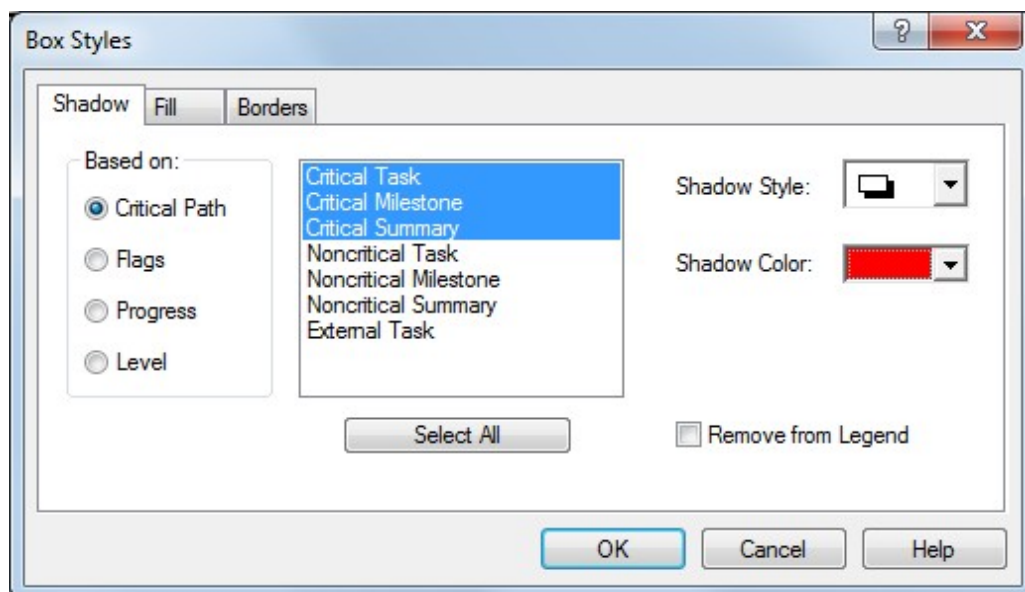 Box Styles
?
X
Shadow
Fill
Borders
Based on:
Critical Path
Flags
Progress
Level
Critical Task
Critical Milestone
Critical Summary
Noncritical Task
Noncritical Milestone
Noncritical Summary
External Task
Select All
Shadow Style:
Shadow Color:
Remove from Legend
OK
Cancel
Help